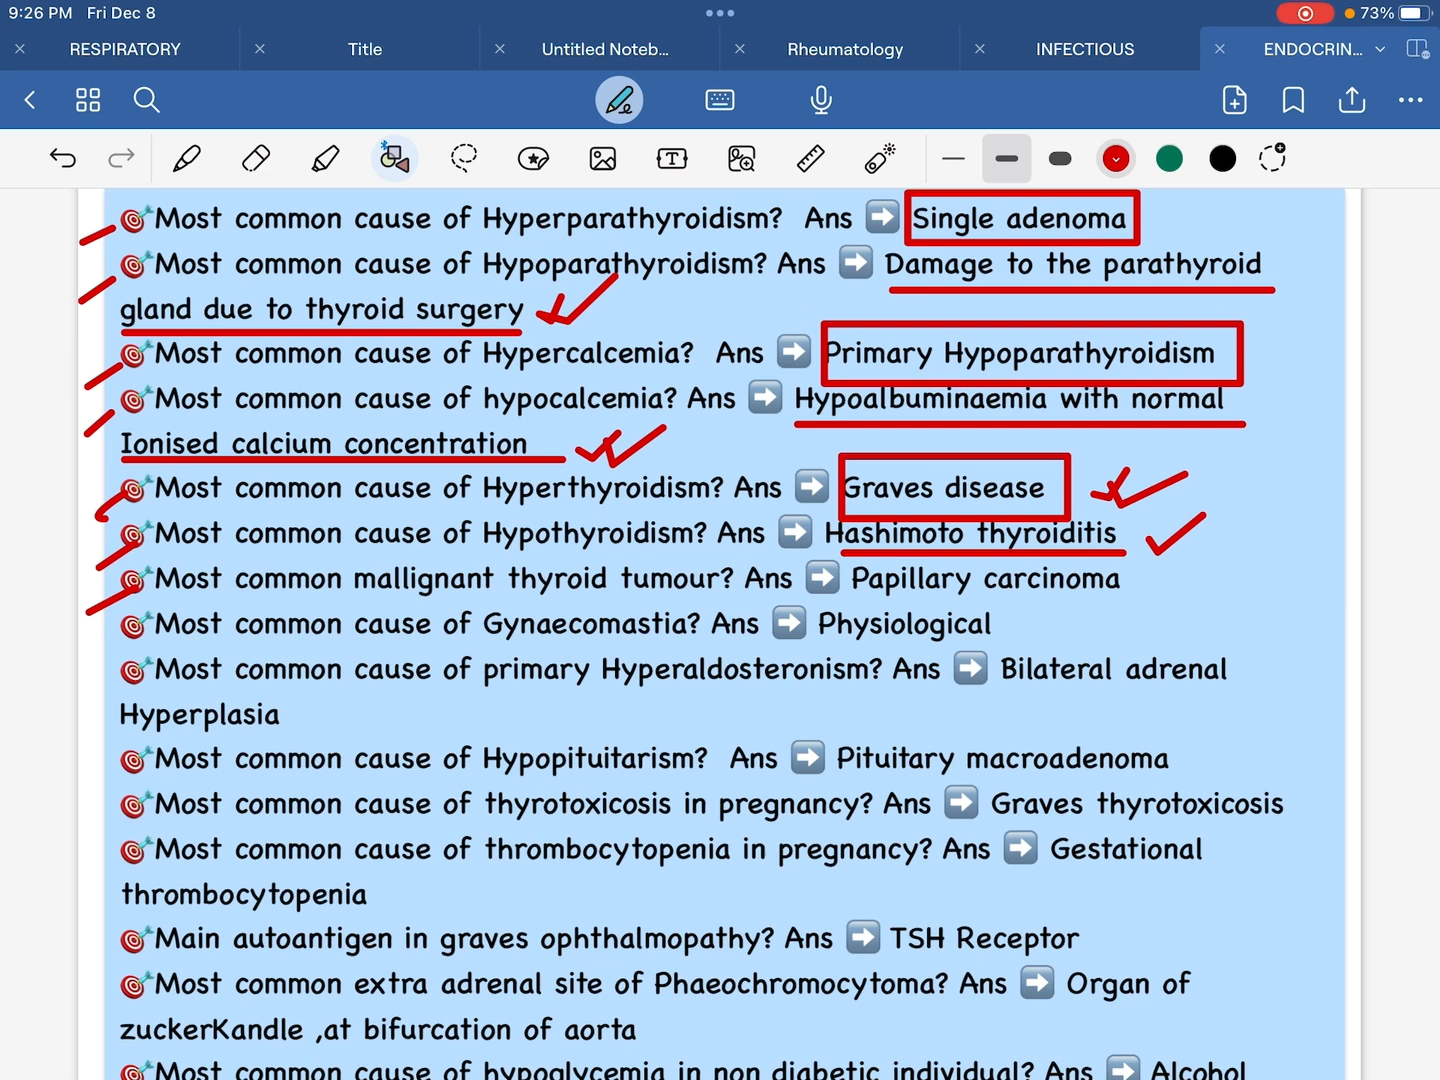 9:26 PM Fri Dec 8 73%
RESPIRATORY Title Untitled Noteb... Rheumatology INFECTIOUS ENDOCRIN...
Most common cause of Hyperparathyroidism? Ans ➡️ Single adenoma
Most common cause of Hypoparathyroidism? Ans ➡️ Damage to the parathyroid
gland due to thyroid surgery
Most common cause of Hypercalcemia? Ans ➡️ Primary Hypoparathyroidism
Most common cause of hypocalcemia? Ans ➡️ Hypoalbuminaemia with normal
Ionised calcium concentration
Most common cause of Hyperthyroidism? Ans ➡️ Graves disease
Most common cause of Hypothyroidism? Ans ➡️ Hashimoto thyroiditis
Most common mallignant thyroid tumour? Ans ➡️ Papillary carcinoma
Most common cause of Gynaecomastia? Ans ➡️ Physiological
Most common cause of primary Hyperaldosteronism? Ans ➡️ Bilateral adrenal
Hyperplasia
Most common cause of Hypopituitarism? Ans ➡️ Pituitary macroadenoma
Most common cause of thyrotoxicosis in pregnancy? Ans ➡️ Graves thyrotoxicosis
Most common cause of thrombocytopenia in pregnancy? Ans ➡️ Gestational
thrombocytopenia
Main autoantigen in graves ophthalmopathy? Ans ➡️ TSH Receptor
Most common extra adrenal site of Phaeochromocytoma? Ans ➡️ Organ of
zuckerKandle ,at bifurcation of aorta
Most common cause of hypoglycemia in non diabetic individual? Ans ➡️ Alcohol